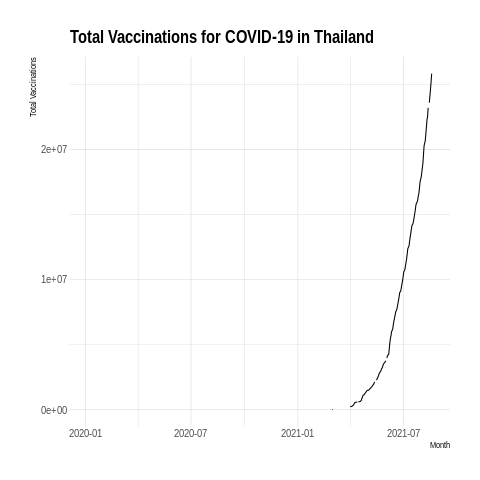 Total Vaccinations for COVID-19 in Thailand
Total Vaccinations
2e+07
1e+07
0e+00
2020-01 2020-07 2021-01 2021-07
Month